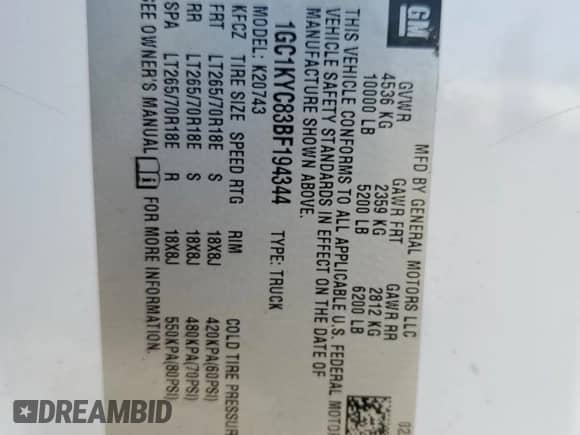 GM
MFD BY GENERAL MOTORS LLC 02
GVWR GAWR FRT GAWR RR
4536 KG 2359 KG 2812 KG
10000 LB 5200 LB 6200 LB
THIS VEHICLE CONFORMS TO ALL APPLICABLE U.S. FEDERAL MOTOR
VEHICLE SAFETY STANDARDS IN EFFECT ON THE DATE OF
MANUFACTURE SHOWN ABOVE.
1GC1KYC83BF194344 TYPE: TRUCK
MODEL: K20743
KFCZ TIRE SIZE SPEED RTG RIM COLD TIRE PRESSUR
FRT LT265/70R18E S 18X8J 420KPA(60PSI)
RR LT265/70R18E S 18X8J 480KPA(70PSI)
SPA LT265/70R18E R 18X8J 550KPA(80PSI)
SEE OWNER'S MANUAL i FOR MORE INFORMATION.
DREAMBID